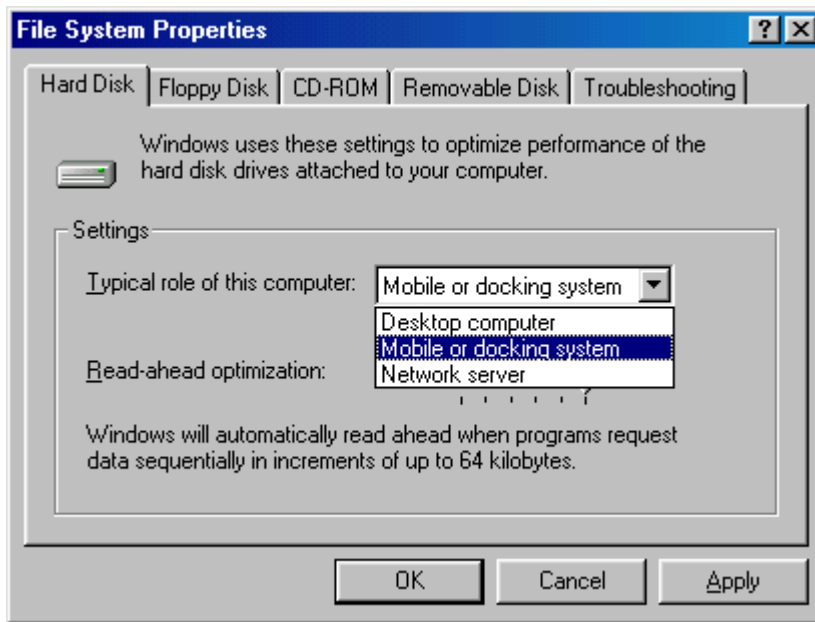 File System Properties
Hard Disk Floppy Disk CD-ROM Removable Disk Troubleshooting
Windows uses these settings to optimize performance of the
hard disk drives attached to your computer.
Settings
Typical role of this computer: Mobile or docking system
Desktop computer
Mobile or docking system
Read-ahead optimization: Network server
Windows will automatically read ahead when programs request
data sequentially in increments of up to 64 kilobytes.
OK Cancel Apply